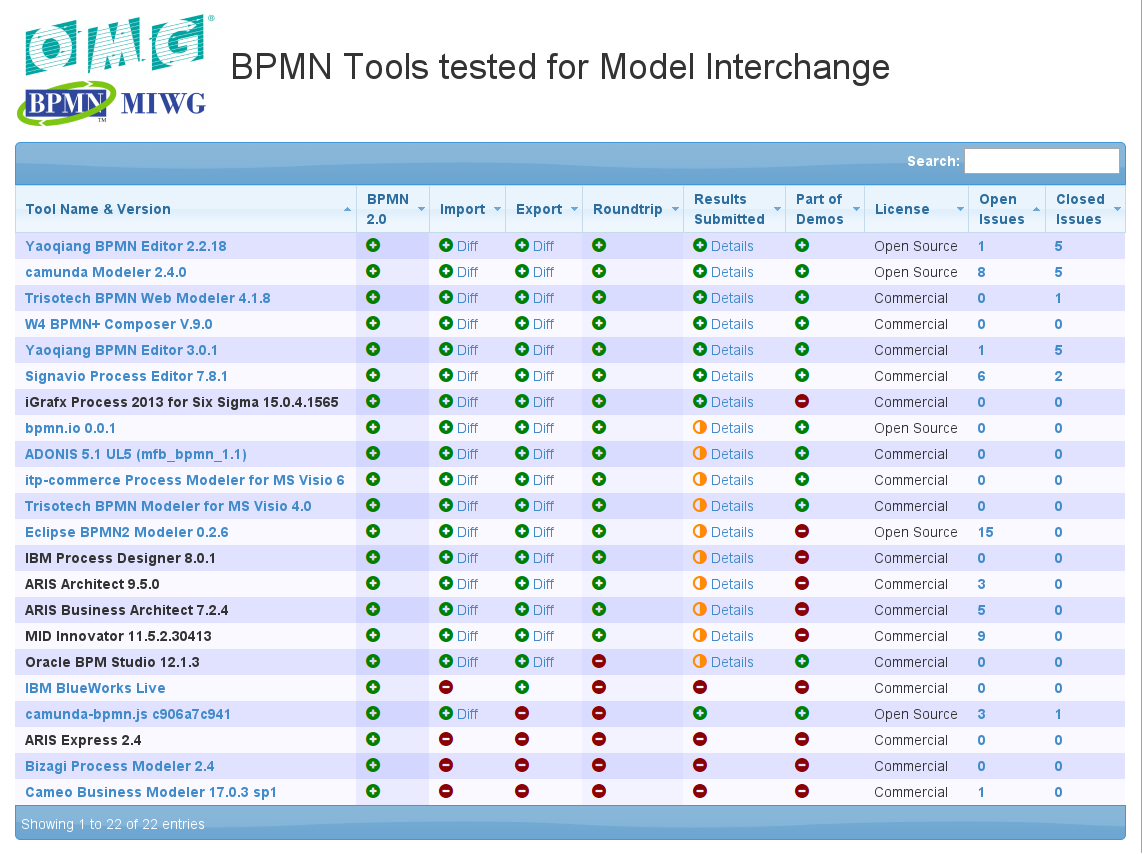 OMG®
BPMN MIWG
TM
BPMN Tools tested for Model Interchange
Search:
Tool Name & Version BPMN 2.0 Import Export Roundtrip Results Submitted Part of Demos License Open Issues Closed Issues
Yaoqiang BPMN Editor 2.2.18 Diff Diff Details Open Source 1 5
camunda Modeler 2.4.0 Diff Diff Details Open Source 8 5
Trisotech BPMN Web Modeler 4.1.8 Diff Diff Details Commercial 0 1
W4 BPMN+ Composer V.9.0 Diff Diff Details Commercial 0 0
Yaoqiang BPMN Editor 3.0.1 Diff Diff Details Commercial 1 5
Signavio Process Editor 7.8.1 Diff Diff Details Commercial 6 2
iGrafx Process 2013 for Six Sigma 15.0.4.1565 Diff Diff Details Commercial 0 0
bpmn.io 0.0.1 Diff Diff Details Open Source 0 0
ADONIS 5.1 UL5 (mfb_bpmn_1.1) Diff Diff Details Commercial 0 0
itp-commerce Process Modeler for MS Visio 6 Diff Diff Details Commercial 0 0
Trisotech BPMN Modeler for MS Visio 4.0 Diff Diff Details Commercial 0 0
Eclipse BPMN2 Modeler 0.2.6 Diff Diff Details Open Source 15 0
IBM Process Designer 8.0.1 Diff Diff Details Commercial 0 0
ARIS Architect 9.5.0 Diff Diff Details Commercial 3 0
ARIS Business Architect 7.2.4 Diff Diff Details Commercial 5 0
MID Innovator 11.5.2.30413 Diff Diff Details Commercial 9 0
Oracle BPM Studio 12.1.3 Diff Diff Details Commercial 0 0
IBM BlueWorks Live Commercial 0 0
camunda-bpmn.js c906a7c941 Diff Open Source 3 1
ARIS Express 2.4 Commercial 0 0
Bizagi Process Modeler 2.4 Commercial 0 0
Cameo Business Modeler 17.0.3 sp1 Commercial 1 0
Showing 1 to 22 of 22 entries